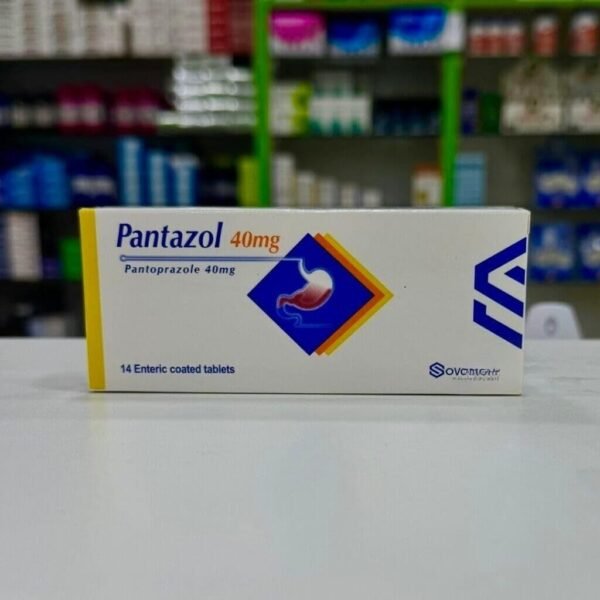 Pantazol 40mg
Pantoprazole 40mg
14 Enteric coated tablets